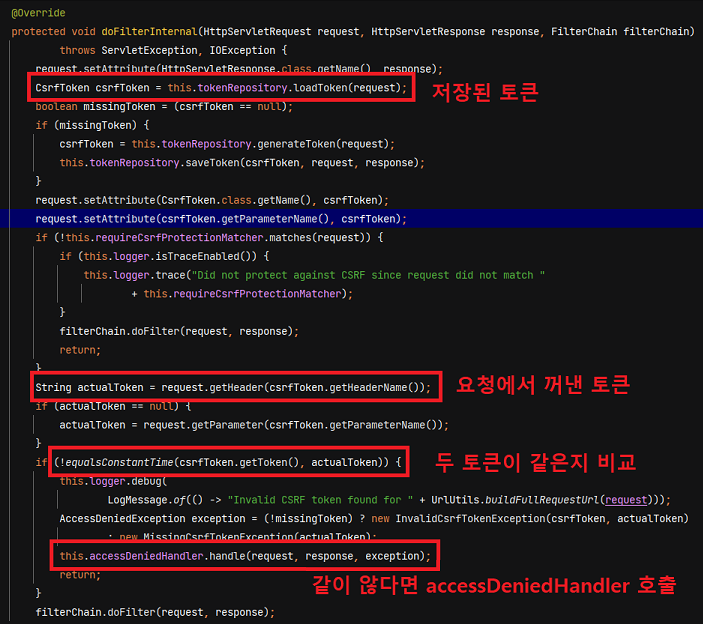 @Override
protected void doFilterInternal(HttpServletRequest request, HttpServletResponse response, FilterChain filterChain)
throws ServletException, IOException {
request.setAttribute(HttpServletResponse.class.getName(), response);
CsrfToken csrfToken = this.tokenRepository.loadToken(request); 저장된 토큰
boolean missingToken = (csrfToken == null);
if (missingToken) {
csrfToken = this.tokenRepository.generateToken(request);
this.tokenRepository.saveToken(csrfToken, request, response);
}
request.setAttribute(CsrfToken.class.getName(), csrfToken);
request.setAttribute(csrfToken.getParameterName(), csrfToken);
if (!this.requireCsrfProtectionMatcher.matches(request)) {
if (this.logger.isTraceEnabled()) {
this.logger.trace("Did not protect against CSRF since request did not match "
+ this.requireCsrfProtectionMatcher);
}
filterChain.doFilter(request, response);
return;
}
String actualToken = request.getHeader(csrfToken.getHeaderName()); 요청에서 꺼낸 토큰
if (actualToken == null) {
actualToken = request.getParameter(csrfToken.getParameterName());
}
if (!equalsConstantTime(csrfToken.getToken(), actualToken)) { 두 토큰이 같은지 비교
this.logger.debug(
LogMessage.of(() -> "Invalid CSRF token found for " + UrlUtils.buildFullRequestUrl(request)));
AccessDeniedException exception = (!missingToken) ? new InvalidCsrfTokenException(csrfToken, actualToken)
: new MissingCsrfTokenException(actualToken);
this.accessDeniedHandler.handle(request, response, exception);
return;
같이 않다면 accessDeniedHandler 호출
}
filterChain.doFilter(request, response);